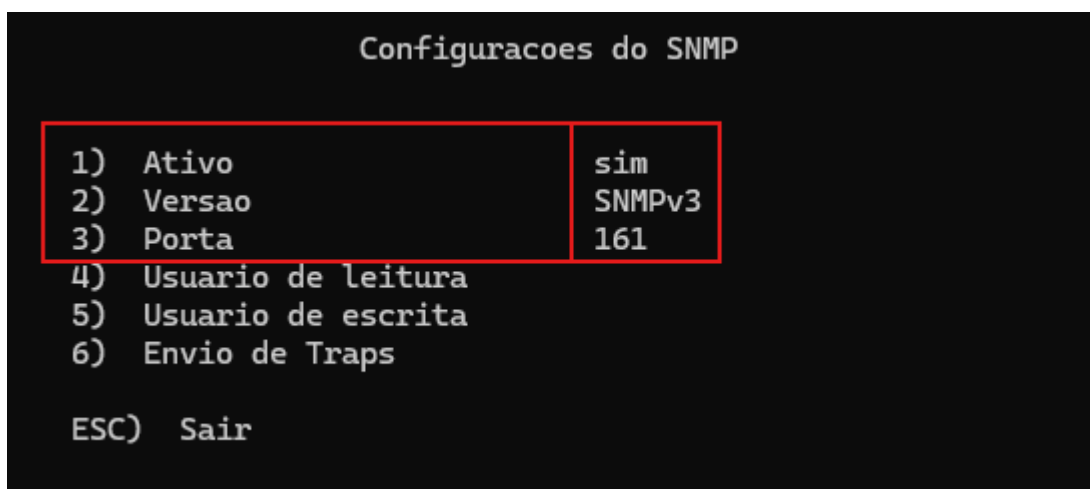 Configuracoes do SNMP
1) Ativo sim
2) Versao SNMPv3
3) Porta 161
4) Usuario de leitura
5) Usuario de escrita
6) Envio de Traps
ESC) Sair